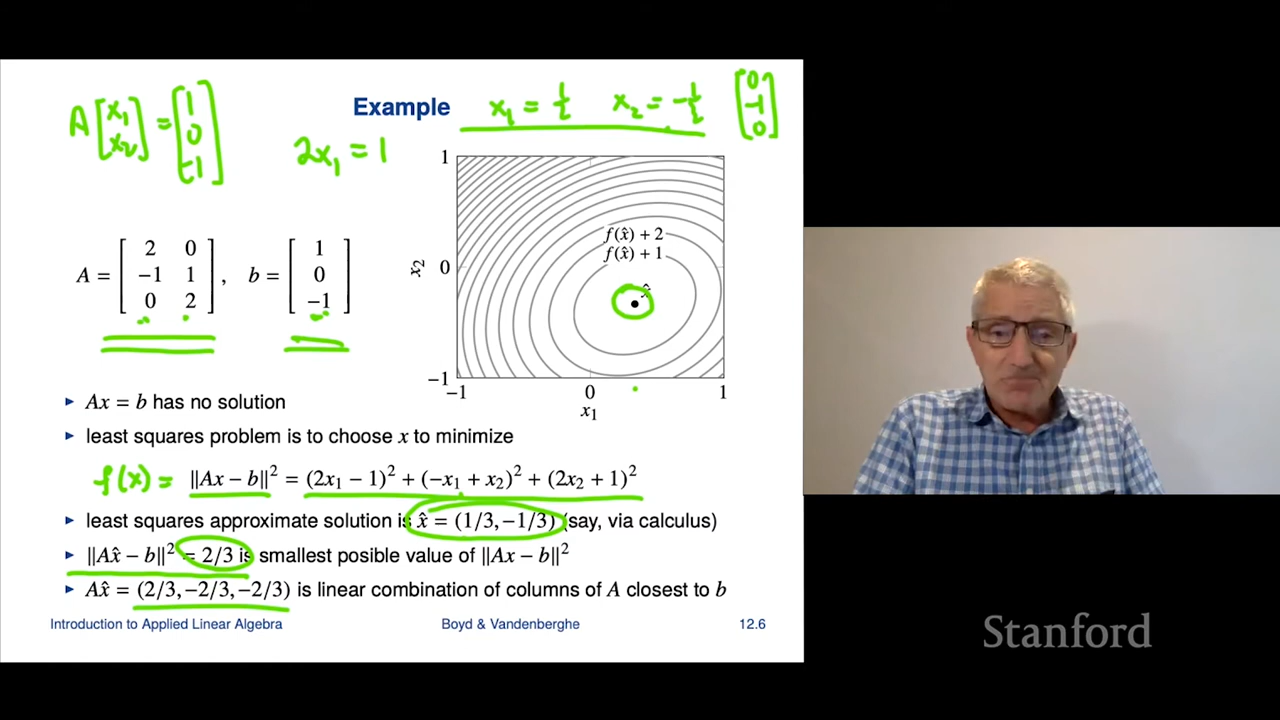 Example
A [x₁ x₂] = [1 0 -1]
2x₁ = 1
x₁ = ½ x₂ = -½ [0 -1 0]
A = [2 0; -1 1; 0 2], b = [1 0 -1]
1
0
-1
x₂
f(x̂) + 2
f(x̂) + 1
x̂
-1 0 1
x₁
▶ Ax = b has no solution
▶ least squares problem is to choose x to minimize
f(x) = ||Ax − b||² = (2x₁ − 1)² + (−x₁ + x₂)² + (2x₂ + 1)²
▶ least squares approximate solution is x̂ = (1/3, −1/3) (say, via calculus)
▶ ||Ax̂ − b||² = 2/3 is smallest posible value of ||Ax − b||²
▶ Ax̂ = (2/3, −2/3, −2/3) is linear combination of columns of A closest to b
Introduction to Applied Linear Algebra Boyd & Vandenberghe 12.6
Stanford